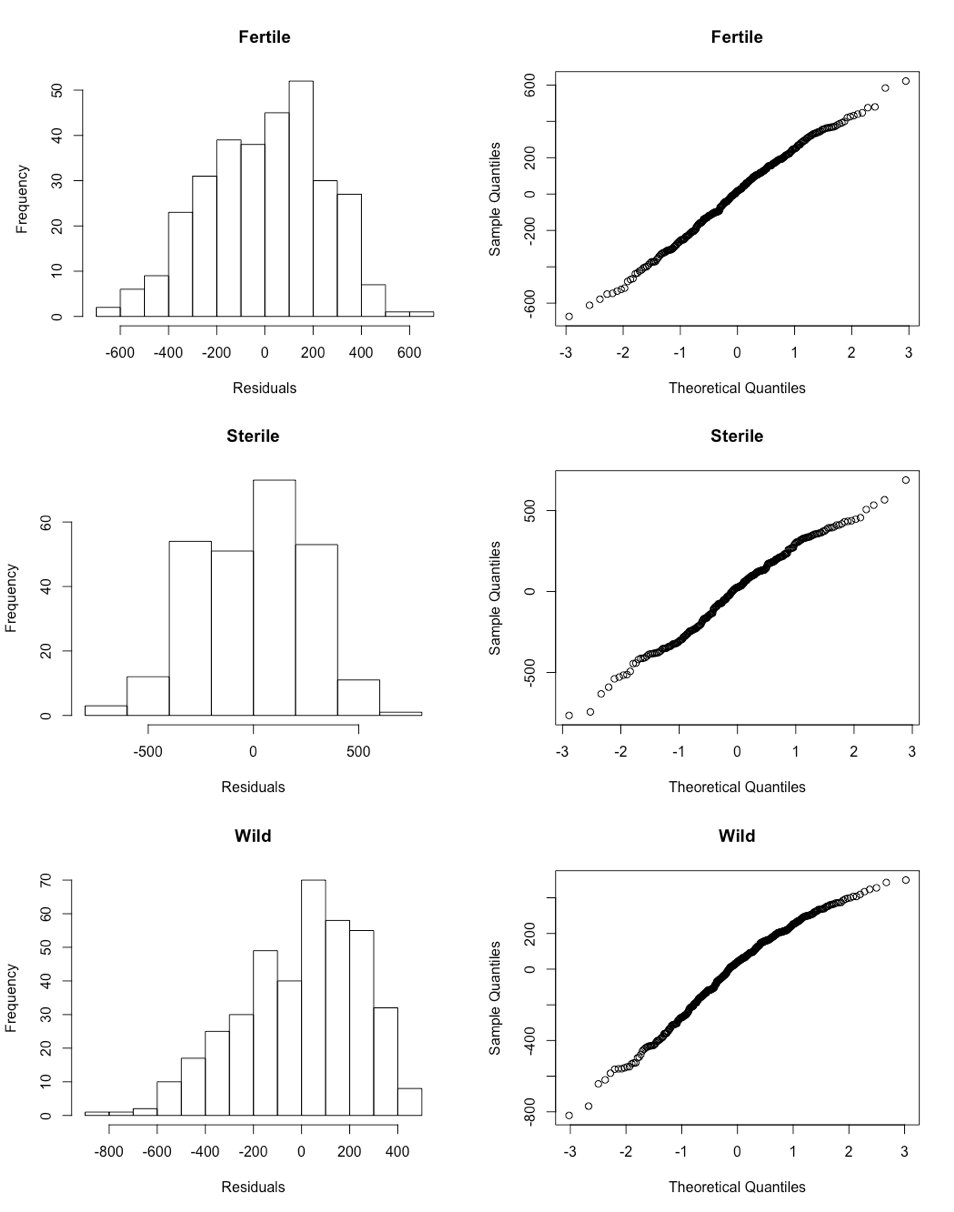 Fertile
Frequency
50
40
30
20
10
0
-600 -400 -200 0 200 400 600
Residuals
Fertile
Sample Quantiles
600
200
0
-200
-600
-3 -2 -1 0 1 2 3
Theoretical Quantiles
Sterile
Frequency
60
40
20
0
-500 0 500
Residuals
Sterile
Sample Quantiles
500
0
-500
-3 -2 -1 0 1 2 3
Theoretical Quantiles
Wild
Frequency
70
60
50
40
30
20
10
0
-800 -600 -400 -200 0 200 400
Residuals
Wild
Sample Quantiles
200
0
-400
-800
-3 -2 -1 0 1 2 3
Theoretical Quantiles